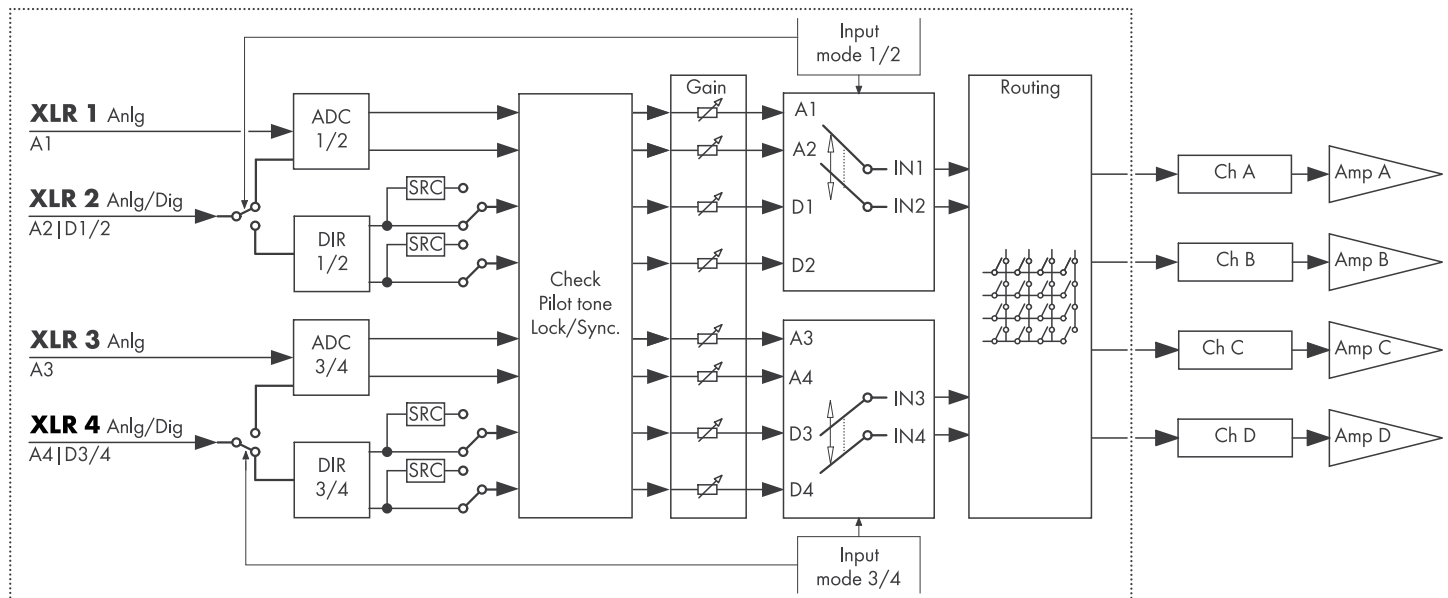 Input
mode 1/2
XLR 1 Anlg
A1
XLR 2 Anlg/Dig
A2|D1/2
XLR 3 Anlg
A3
XLR 4 Anlg/Dig
A4|D3/4
ADC
1/2
DIR
1/2
ADC
3/4
DIR
3/4
SRC
SRC
SRC
SRC
Check
Pilot tone
Lock/Sync.
Gain
A1
A2
D1
D2
IN1
IN2
A3
A4
D3
D4
IN3
IN4
Input
mode 3/4
Routing
Ch A
Amp A
Ch B
Amp B
Ch C
Amp C
Ch D
Amp D